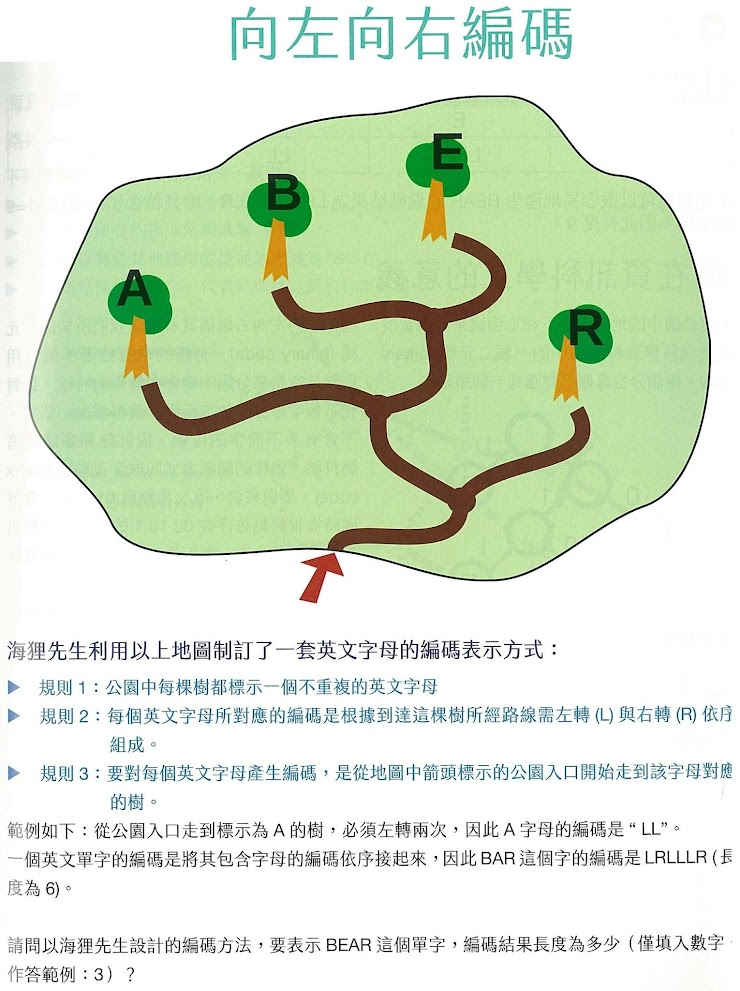 向左向右編碼
E
B
A
R
海狸先生利用以上地圖制訂了一套英文字母的編碼表示方式：
規則 1：公園中每棵樹都標示一個不重複的英文字母
規則 2：每個英文字母所對應的編碼是根據到達這棵樹所經路線需左轉 (L) 與右轉 (R) 依序
組成。
規則 3：要對每個英文字母產生編碼，是從地圖中箭頭標示的公園入口開始走到該字母對應
的樹。
範例如下：從公園入口走到標示為 A 的樹，必須左轉兩次，因此 A 字母的編碼是 “ LL”。
一個英文單字的編碼是將其包含字母的編碼依序接起來，因此 BAR 這個字的編碼是 LRLLLR ( 長
度為 6)。
請問以海狸先生設計的編碼方法，要表示 BEAR 這個單字，編碼結果長度為多少（僅填入數字，
作答範例：3 ）？